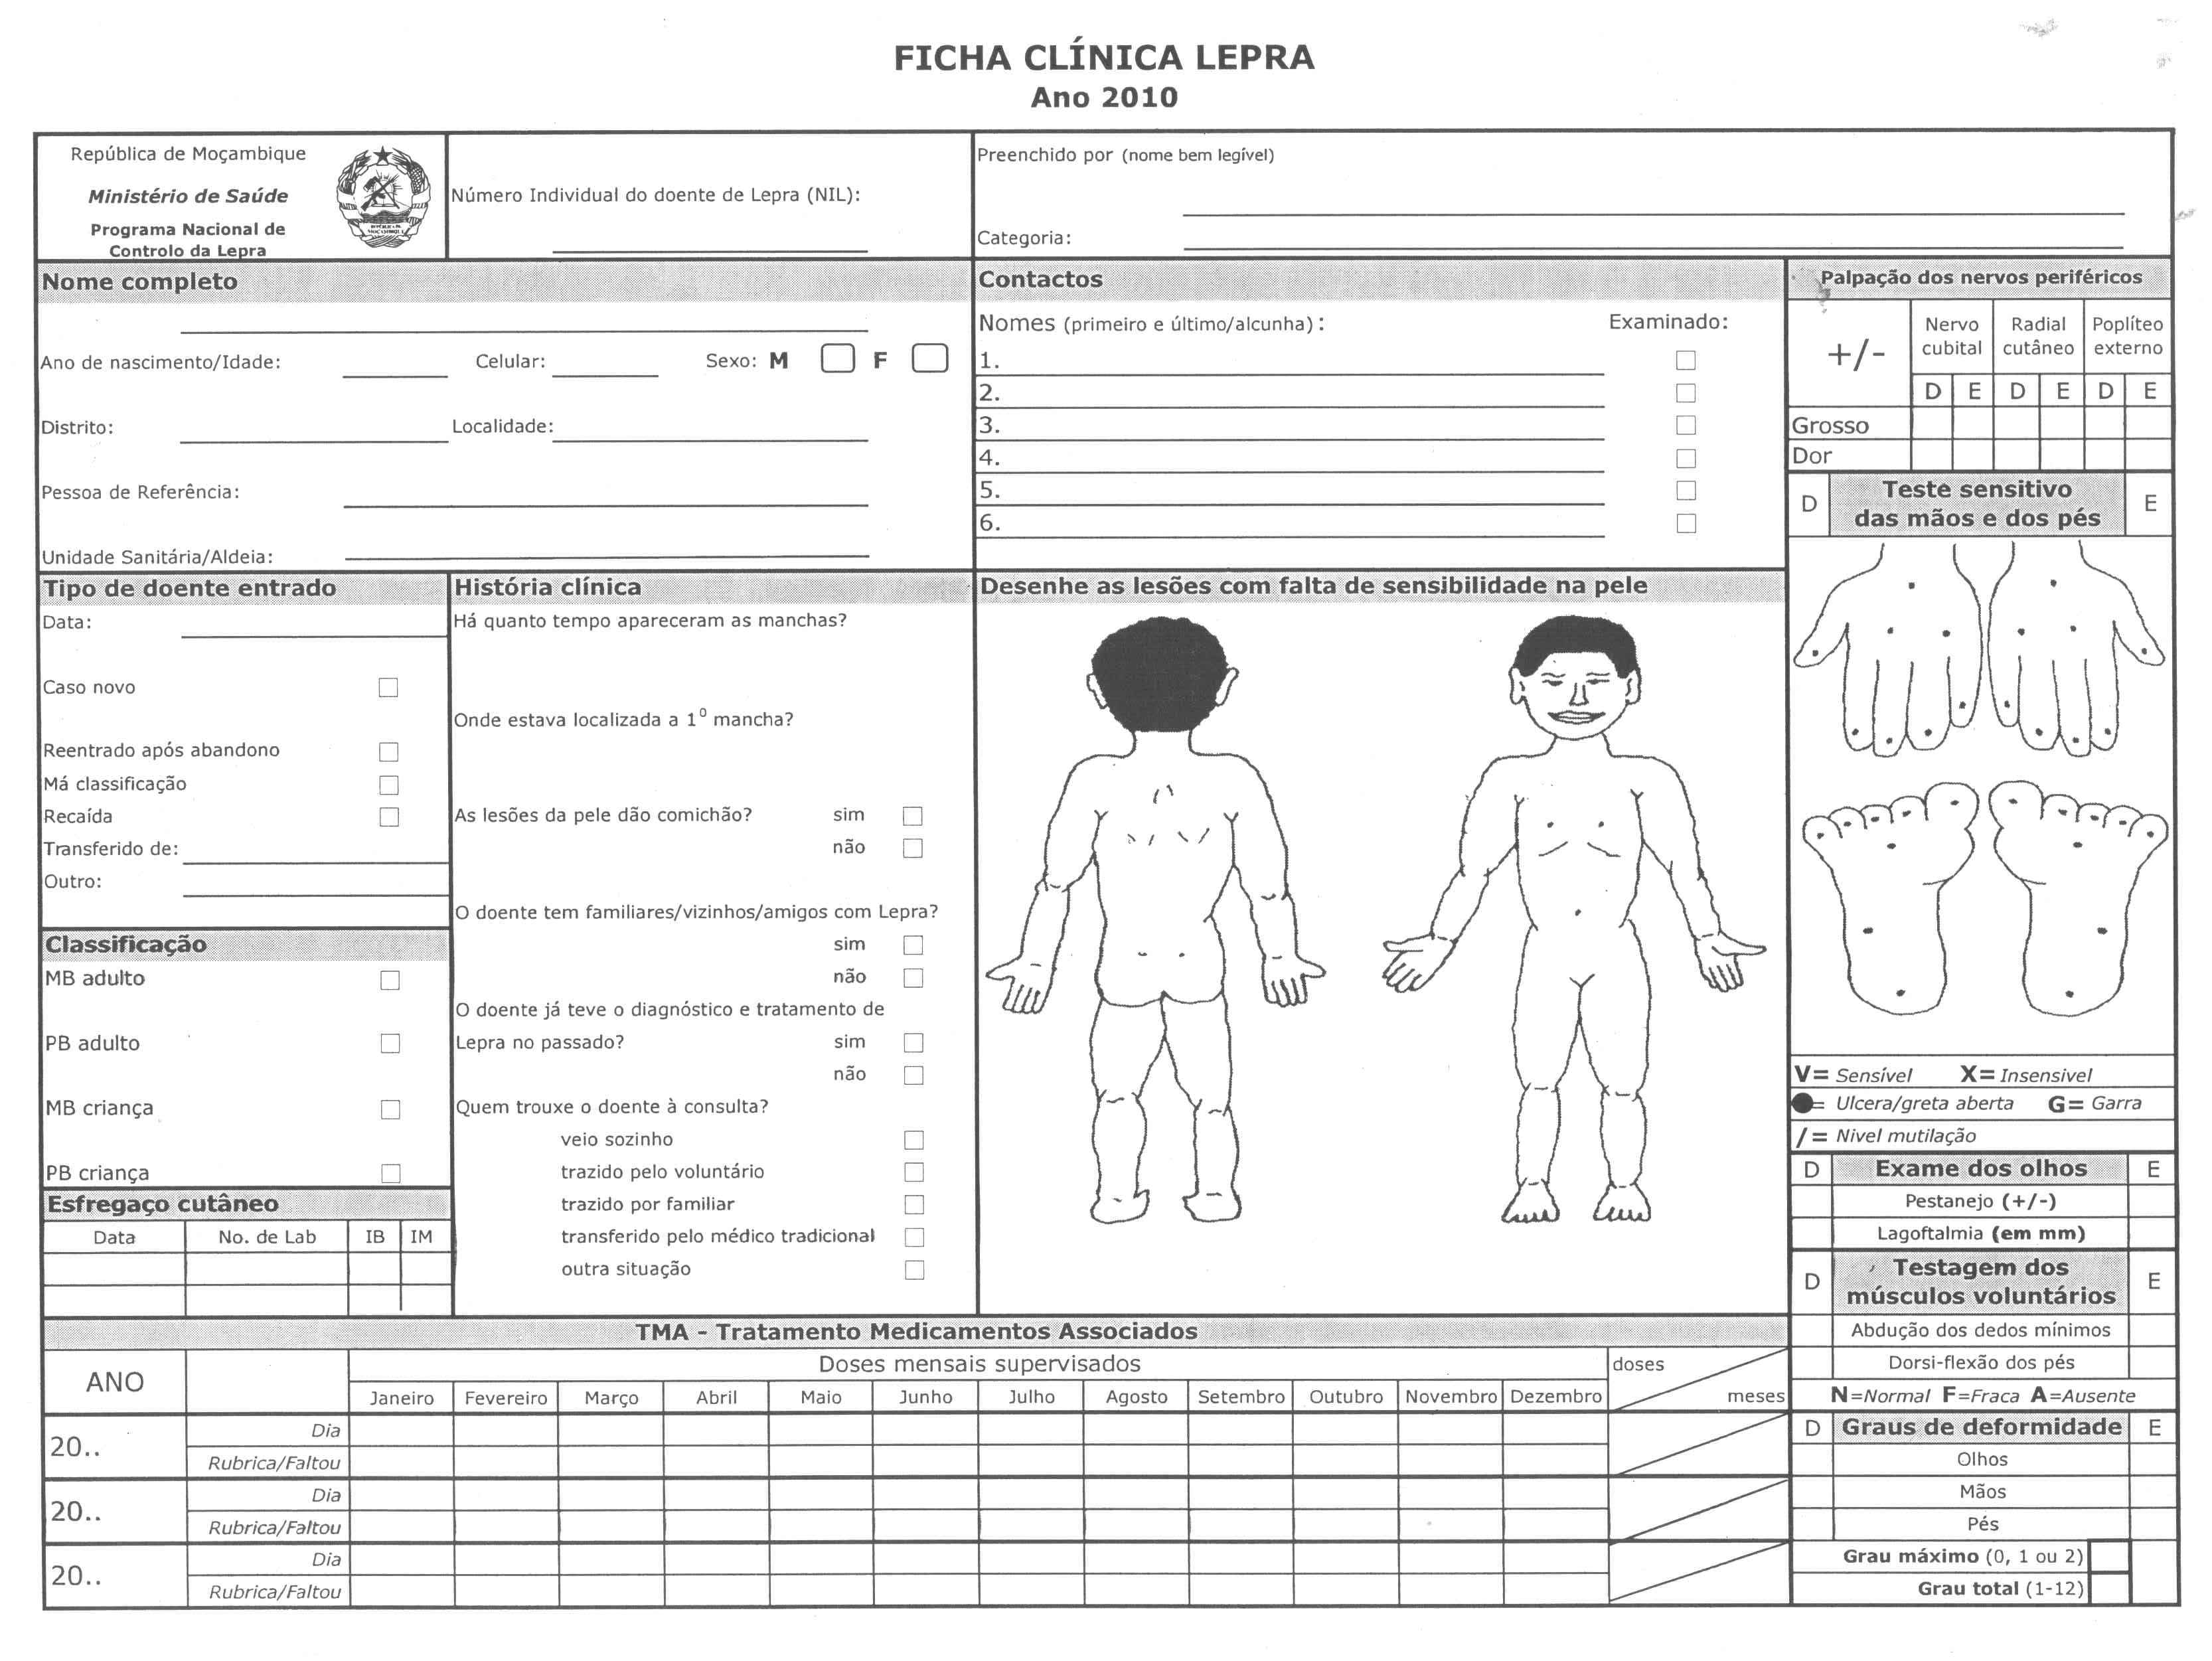 FICHA CLÍNICA LEPRA
Ano 2010
República de Moçambique
Ministério de Saúde
Programa Nacional de
Controlo da Lepra
Número Individual do doente de Lepra (NIL):
Preenchido por (nome bem legível)
Categoria:
Nome completo
Ano de nascimento/Idade: Celular: Sexo: M F
Distrito: Localidade:
Pessoa de Referência:
Unidade Sanitária/Aldeia:
Contactos
Nomes (primeiro e último/alcunha): Examinado:
1.
2.
3.
4.
5.
6.
Palpação dos nervos periféricos
+/-
Nervo cubital
Radial cutâneo
Poplíteo externo
D E D E D E
Grosso
Dor
D Teste sensitivo E
das mãos e dos pés
V= Sensível X= Insensivel
= Ulcera/greta aberta G= Garra
/= Nivel mutilação
D Exame dos olhos E
Pestanejo (+/-)
Lagoftalmia (em mm)
D Testagem dos E
músculos voluntários
Abdução dos dedos mínimos
Dorsi-flexão dos pés
N=Normal F=Fraca A=Ausente
D Graus de deformidade E
Olhos
Mãos
Pés
Grau máximo (0, 1 ou 2)
Grau total (1-12)
Tipo de doente entrado
Data:
Caso novo
Reentrado após abandono
Má classificação
Recaída
Transferido de:
Outro:
Classificação
MB adulto
PB adulto
MB criança
PB criança
Esfregaço cutâneo
Data No. de Lab IB IM
História clínica
Há quanto tempo apareceram as manchas?
Onde estava localizada a 1º mancha?
As lesões da pele dão comichão? sim
não
O doente tem familiares/vizinhos/amigos com Lepra?
sim
não
O doente já teve o diagnóstico e tratamento de
Lepra no passado? sim
não
Quem trouxe o doente à consulta?
veio sozinho
trazido pelo voluntário
trazido por familiar
transferido pelo médico tradicional
outra situação
Desenhe as lesões com falta de sensibilidade na pele
TMA - Tratamento Medicamentos Associados
ANO Doses mensais supervisados doses
Janeiro Fevereiro Março Abril Maio Junho Julho Agosto Setembro Outubro Novembro Dezembro meses
20.. Dia
Rubrica/Faltou
20.. Dia
Rubrica/Faltou
20.. Dia
Rubrica/Faltou